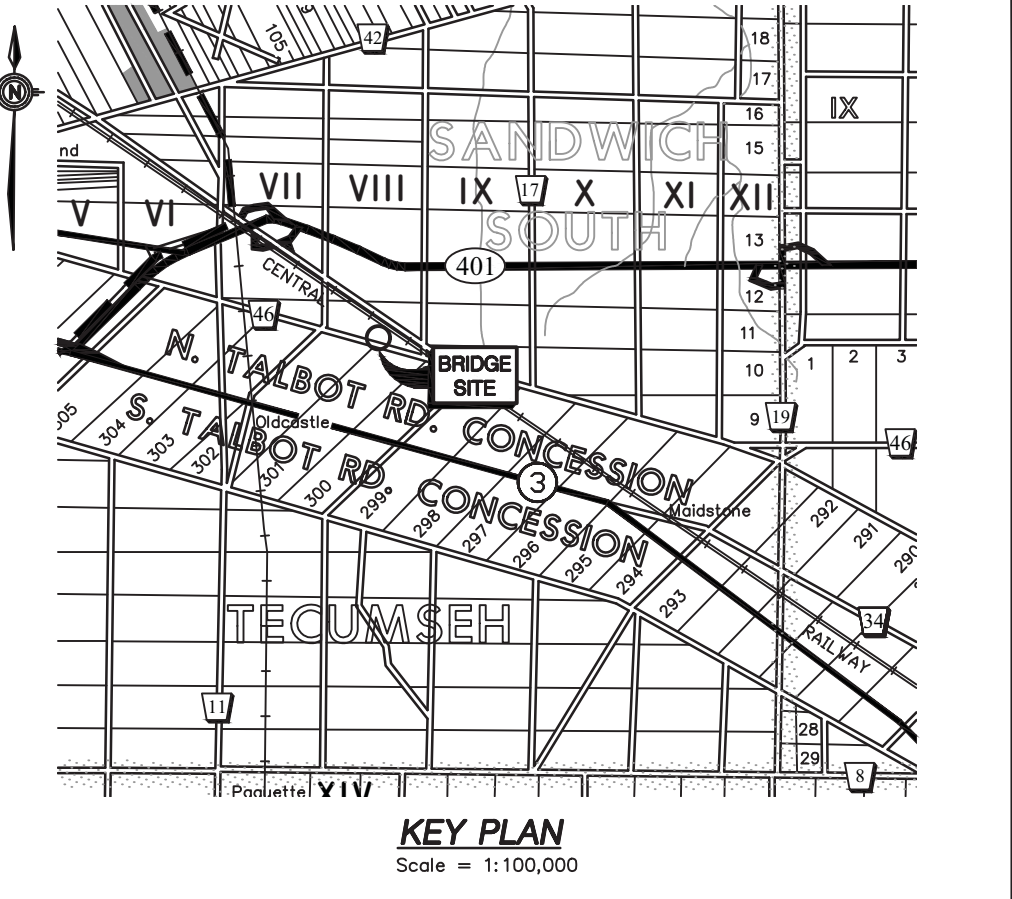 105
42
18
17
IX
16
15
SANDWICH
nd
V
VI
VII
VIII
IX
17
X
XI
XII
SOUTH
13
N
401
CENTRAL
12
46
11
BRIDGE
SITE
10
1
2
3
N. TALBOT RD. CONCESSION
9
19
46
Oldcastle
S. TALBOT RD. CONCESSION
3
Maidstone
304
303
302
301
300
299
298
297
296
295
294
293
292
291
290
34
RAILWAY
TECUMSEH
11
28
29
8
Paquette
XIV
KEY PLAN
Scale = 1:100,000